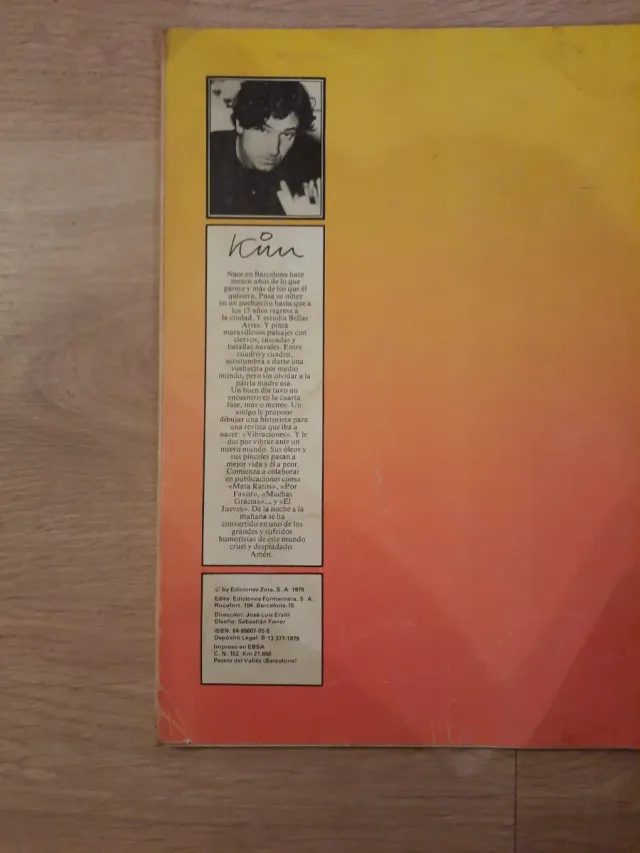 Kim
Nace en Barcelona hace
menos años de lo que
parece y más de los que él
quisiera. Pasa su niñez
en un pueblecito hasta que a
los 15 años regresa a
la ciudad. Y estudia Bellas
Artes. Y pinta
maravillosos paisajes con
ciervos, cascadas y
batallas navales. Entre
cuadro y cuadro,
acostumbra a darse una
vueltecita por medio
mundo, pero sin olvidar a la
patria madre esa.
Un buen día tuvo un
encuentro en la cuarta
fase, más o menos. Un
amigo le propone
dibujar una historieta para
una revista que iba a
nacer: «Vibraciones». Y le
dio por vibrar ante un
nuevo mundo. Sus óleos y
sus pinceles pasan a
mejor vida y él a peor.
Comienza a colaborar
en publicaciones como
«Mata Ratos», «Por
Favor», «Muchas
Gracias»... y «El
Jueves». De la noche a la
mañana se ha
convertido en uno de los
grandes y sufridos
humoristas de este mundo
cruel y despiadado.
Amén.
© by Ediciones Zeta, S. A. 1979
Edita: Ediciones Formentera, S. A.
Rocafort, 104. Barcelona-15
Dirección: José Luis Erviti
Diseño: Sebastián Ferrer
ISBN:
Depósito Legal: B 13 371-1979
Impreso en EBSA
C. N. 152, Km 21,650
Parets del Vallés (Barcelona)